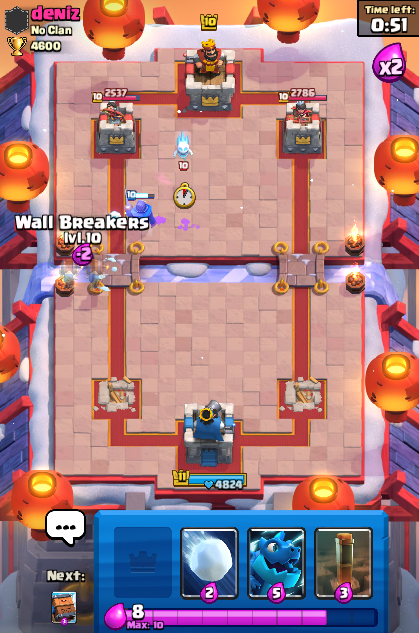 deniz
No Clan
4600
10
Time left:
0:51
x2
10 2537
10 2786
10
10
Wall Breakers
lvl.10
-2
11 4824
...
2
5
3
Next:
8
Max: 10